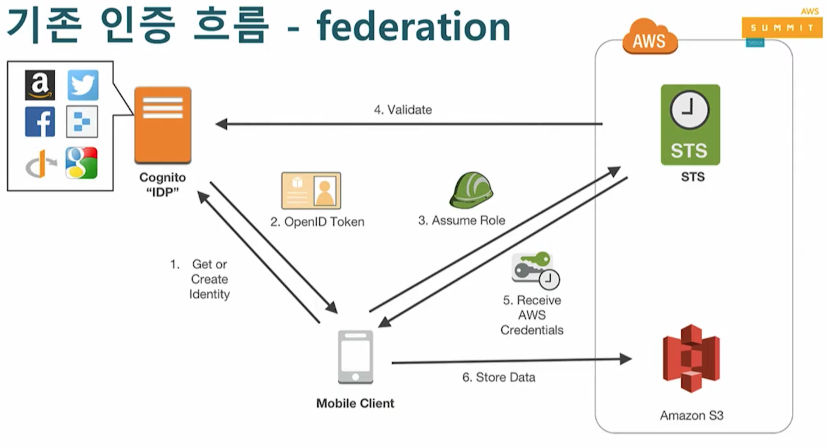 기존 인증 흐름 - federation
AWS
SUMMIT
AWS
a
f
4. Validate
STS
STS
Cognito
"IDP"
2. OpenID Token
3. Assume Role
1. Get or
Create
Identity
5. Receive
AWS
Credentials
6. Store Data
Mobile Client
Amazon S3